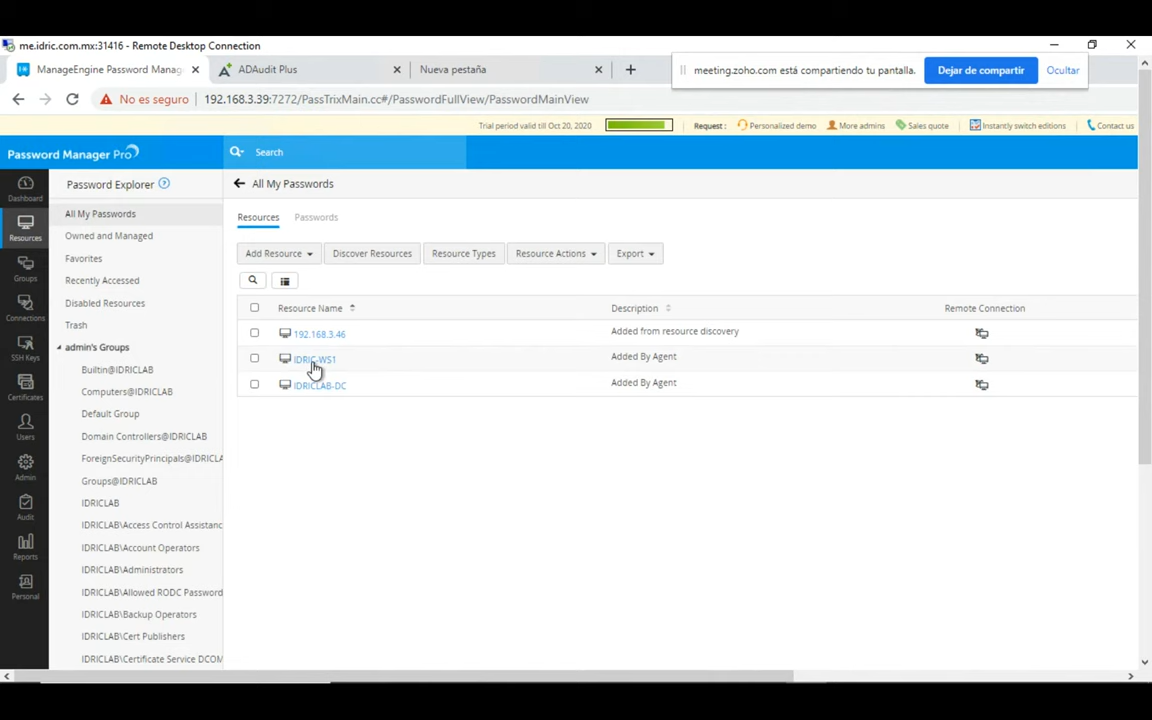 me.idric.com.mx:31416 - Remote Desktop Connection
ManageEngine Password Manag
ADAudit Plus
Nueva pestaña
meeting.zoho.com está compartiendo tu pantalla.
Dejar de compartir
Ocultar
No es seguro
192.168.3.39:7272/PassTrixMain.cc#/PasswordFullView/PasswordMainView
Trial period valid till Oct 20, 2020
Request :
Personalized demo
More admins
Sales quote
Instantly switch editions
Contact us
Password Manager Pro
Search
Dashboard
Resources
Groups
Connections
SSH Keys
Certificates
Users
Admin
Audit
Reports
Personal
Password Explorer
All My Passwords
Owned and Managed
Favorites
Recently Accessed
Disabled Resources
Trash
admin's Groups
Builtin@IDRICLAB
Computers@IDRICLAB
Default Group
Domain Controllers@IDRICLAB
ForeignSecurityPrincipals@IDRICLA
Groups@IDRICLAB
IDRICLAB
IDRICLAB\Access Control Assistanc
IDRICLAB\Account Operators
IDRICLAB\Administrators
IDRICLAB\Allowed RODC Password
IDRICLAB\Backup Operators
IDRICLAB\Cert Publishers
IDRICLAB\Certificate Service DCOM
All My Passwords
Resources
Passwords
Add Resource
Discover Resources
Resource Types
Resource Actions
Export
Resource Name
Description
Remote Connection
192.168.3.46
Added from resource discovery
IDRIC-WS1
Added By Agent
IDRICLAB-DC
Added By Agent